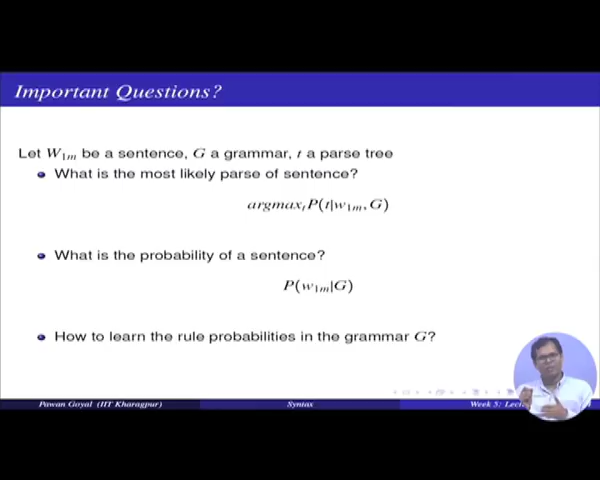 Important Questions?
Let W₁ₘ be a sentence, G a grammar, t a parse tree
What is the most likely parse of sentence?
argmaxₜP(t|w₁ₘ, G)
What is the probability of a sentence?
P(w₁ₘ|G)
How to learn the rule probabilities in the grammar G?
Pawan Goyal (IIT Kharagpur) Syntax Week 5: